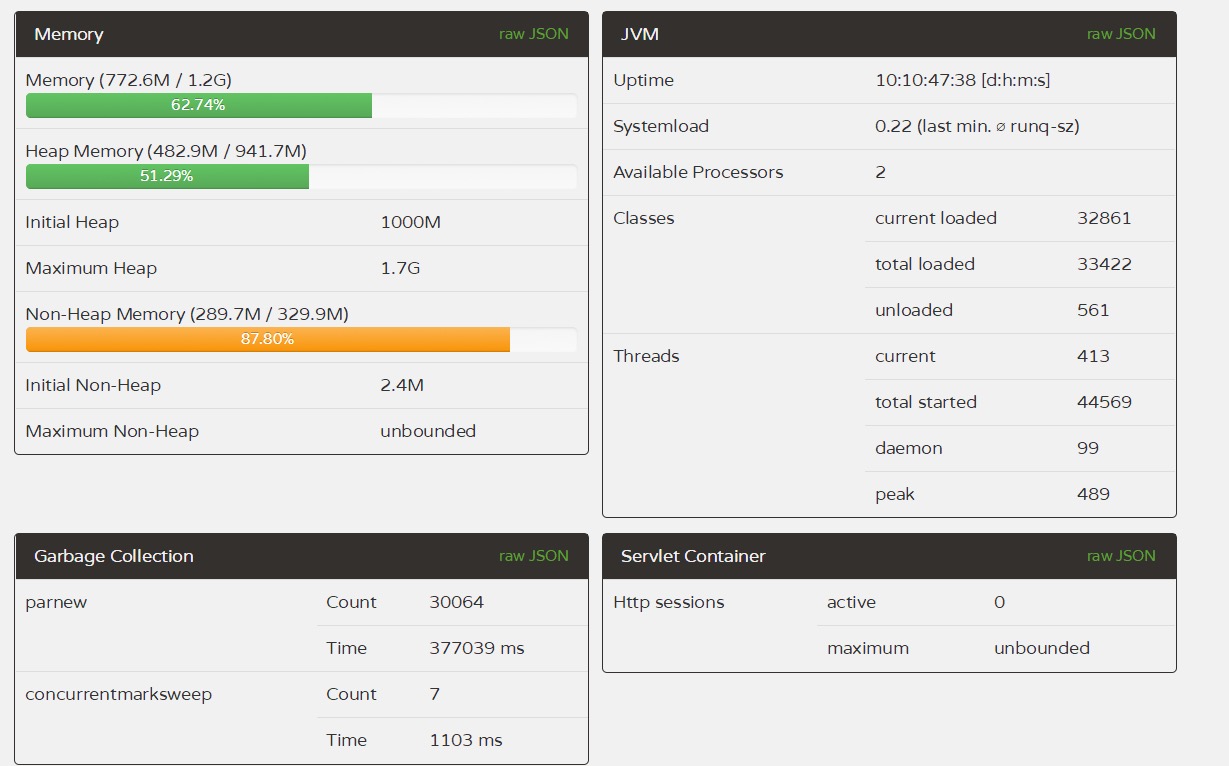 Memory raw JSON
Memory (772.6M / 1.2G)
62.74%
Heap Memory (482.9M / 941.7M)
51.29%
Initial Heap 1000M
Maximum Heap 1.7G
Non-Heap Memory (289.7M / 329.9M)
87.80%
Initial Non-Heap 2.4M
Maximum Non-Heap unbounded
JVM raw JSON
Uptime 10:10:47:38 [d:h:m:s]
Systemload 0.22 (last min. ⌀ runq-sz)
Available Processors 2
Classes current loaded 32861
total loaded 33422
unloaded 561
Threads current 413
total started 44569
daemon 99
peak 489
Garbage Collection raw JSON
parnew Count 30064
Time 377039 ms
concurrentmarksweep Count 7
Time 1103 ms
Servlet Container raw JSON
Http sessions active 0
maximum unbounded